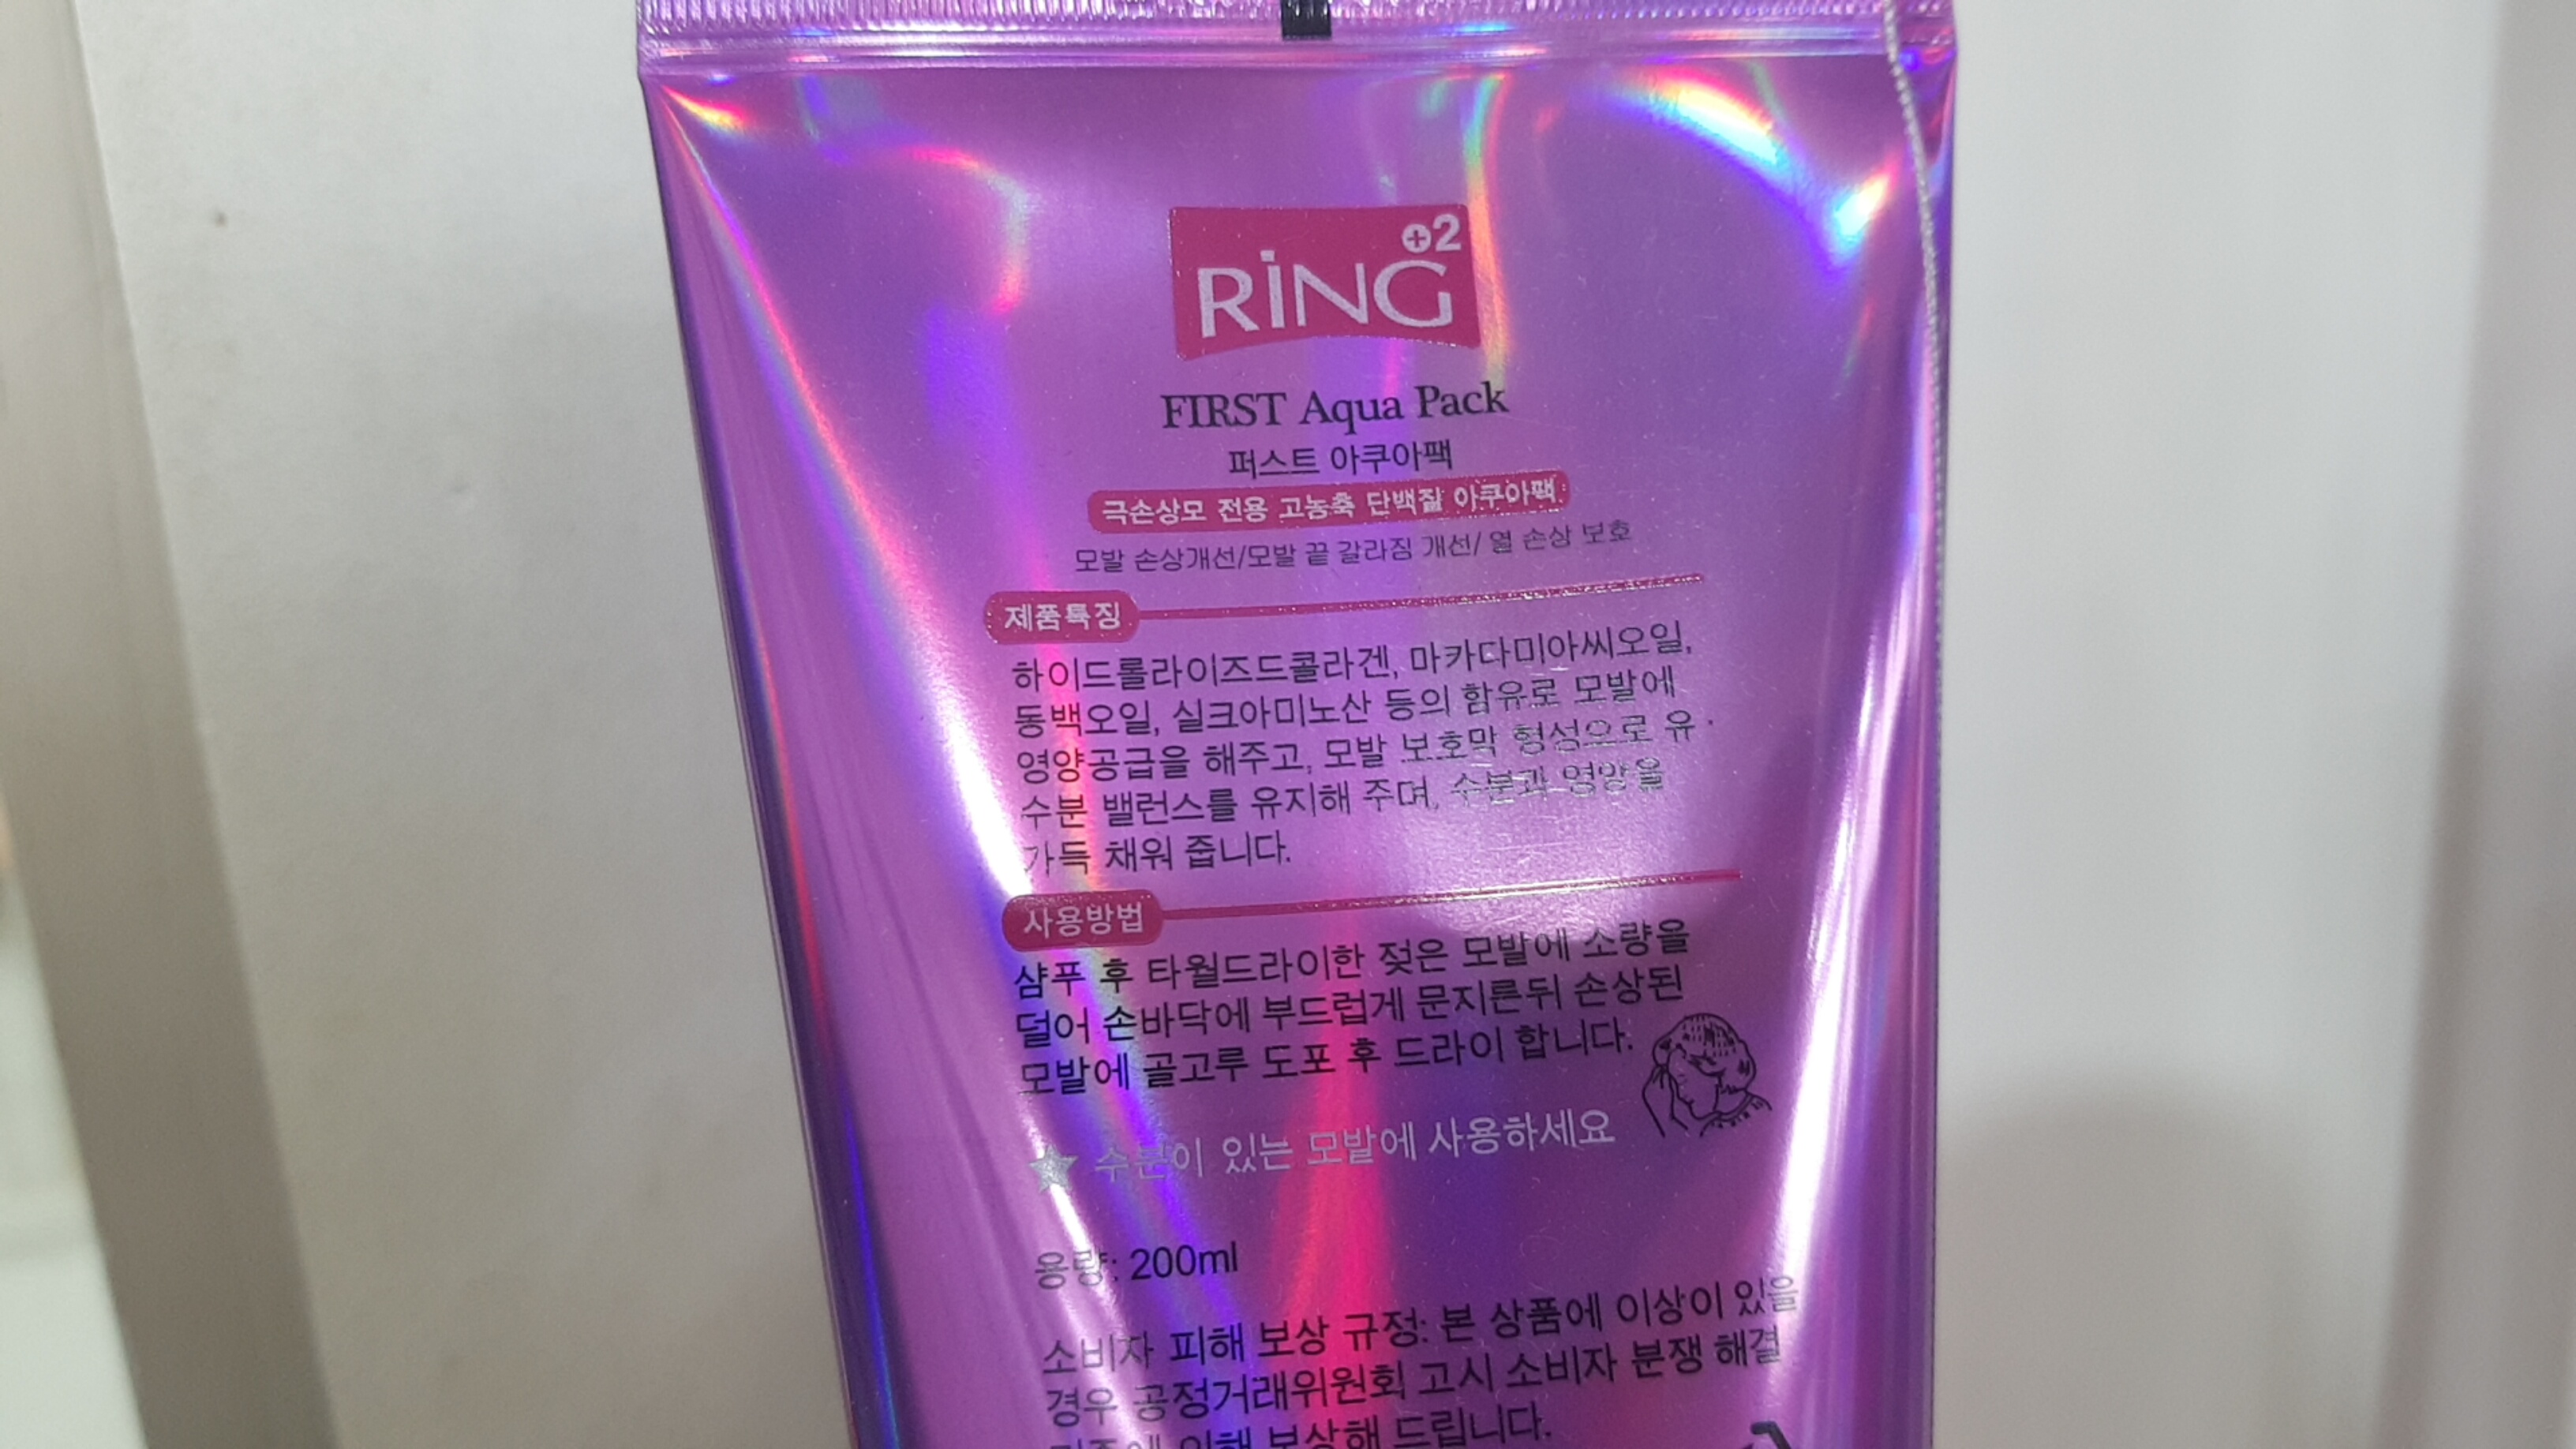 RiNG +2
FIRST Aqua Pack
퍼스트 아쿠아팩
극손상모 전용 고농축 단백질 아쿠아팩
모발 손상개선/모발 끝 갈라짐 개선/ 열 손상 보호
제품특징
하이드롤라이즈드콜라겐, 마카다미아씨오일,
동백오일, 실크아미노산 등의 함유로 모발에
영양공급을 해주고, 모발 보호막 형성으로 유·
수분 밸런스를 유지해 주며, 수분과 영양을
가득 채워 줍니다.
사용방법
샴푸 후 타월드라이한 젖은 모발에 소량을
덜어 손바닥에 부드럽게 문지른뒤 손상된
모발에 골고루 도포 후 드라이 합니다.
★ 수분이 있는 모발에 사용하세요
용량: 200ml
소비자 피해 보상 규정: 본 상품에 이상이 있을
경우 공정거래위원회 고시 소비자 분쟁 해결
보상해 드립니다.